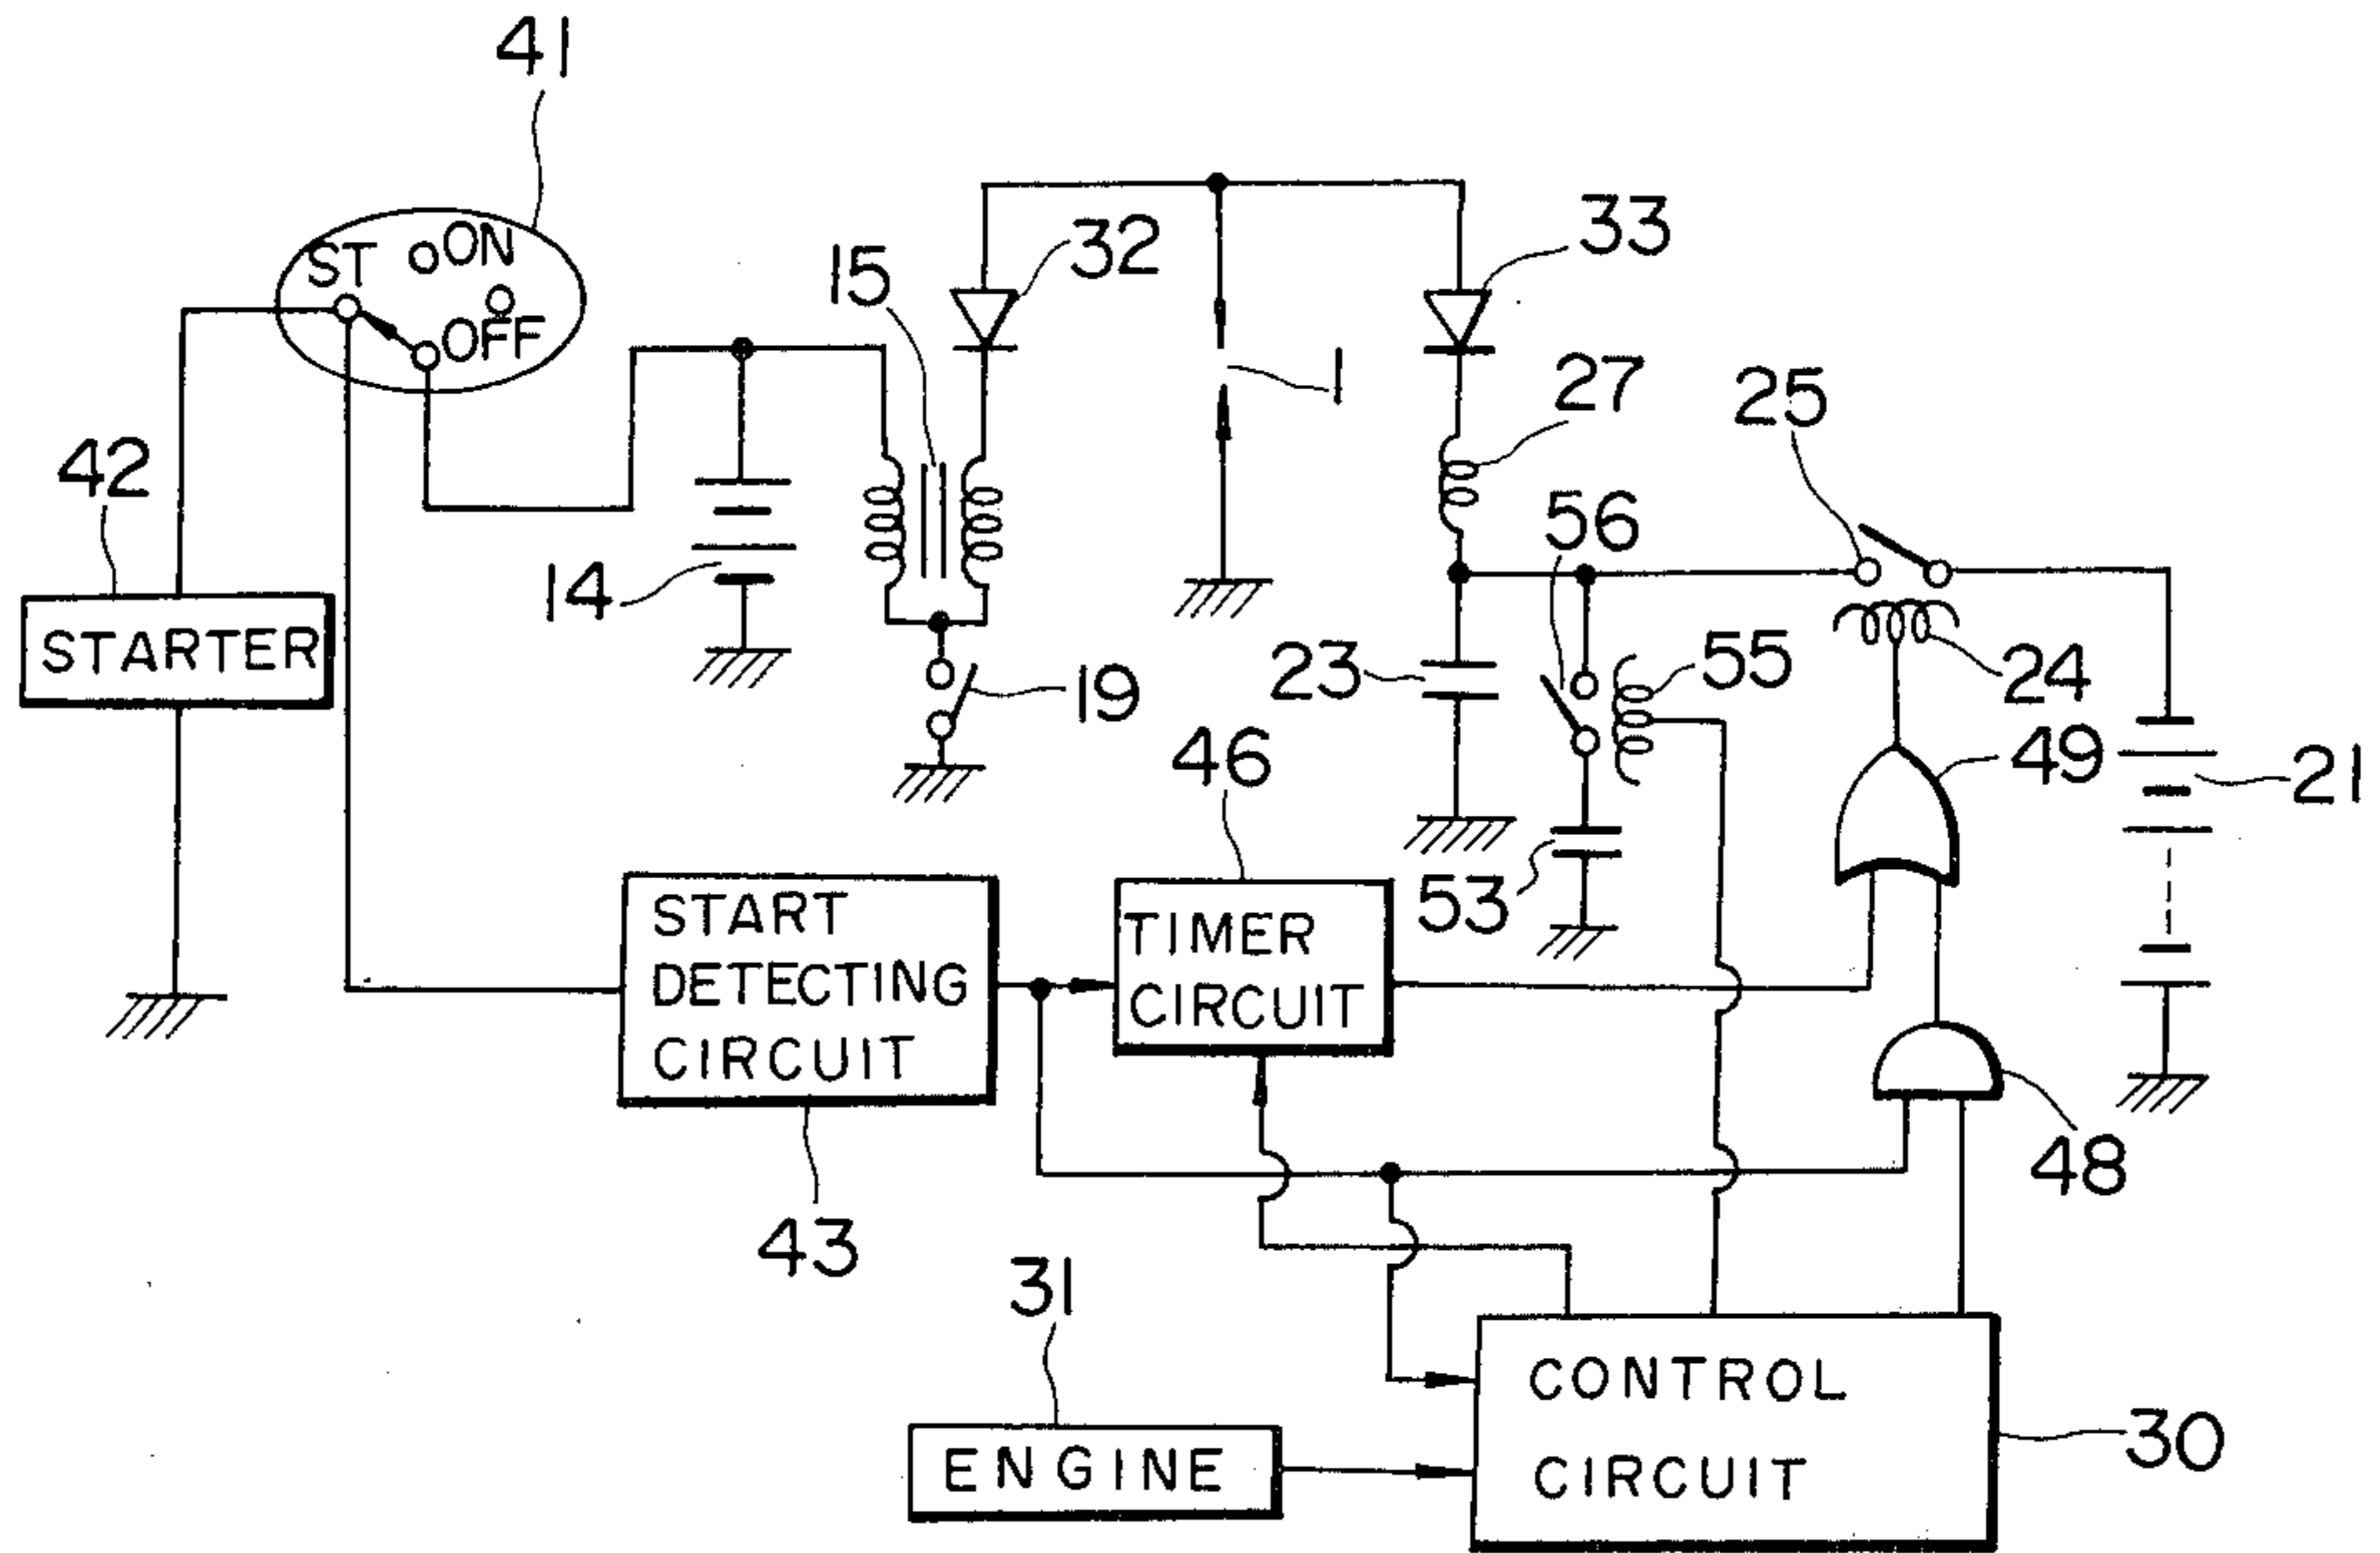 41
ST ON
OFF
15
32
33
1
27
25
42
STARTER
14
56
19
23
55
24
49
21
46
53
START
DETECTING
CIRCUIT
TIMER
CIRCUIT
48
43
31
ENGINE
CONTROL
CIRCUIT
30